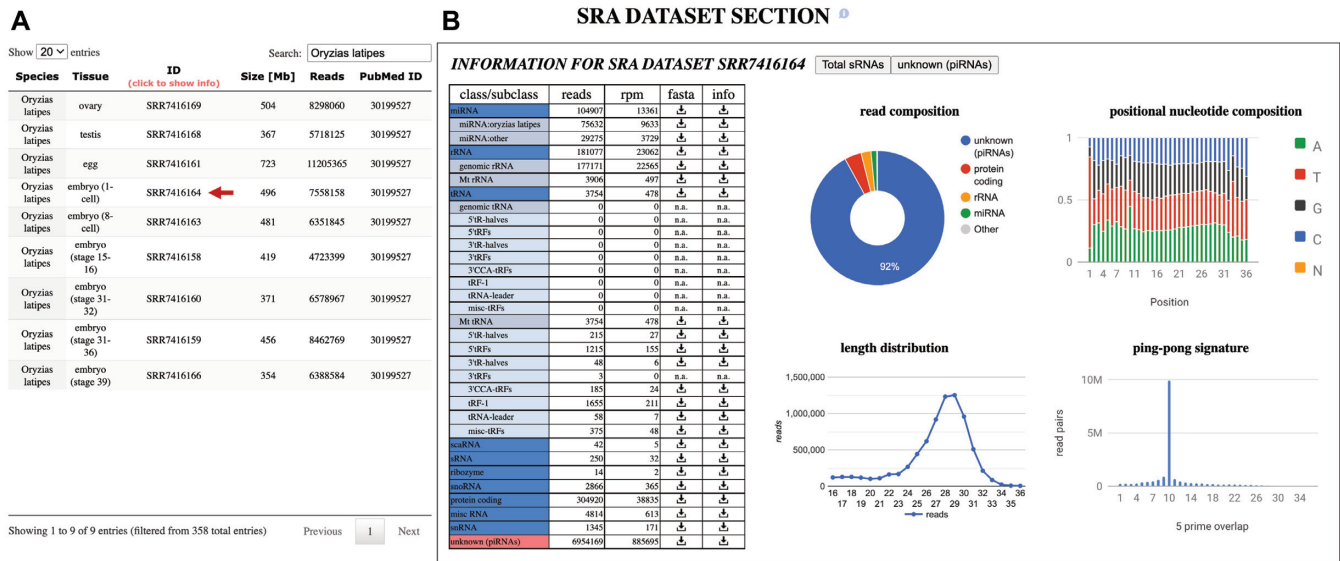 A
Show 20 entries
Search: Oryzias latipes
Species Tissue ID (click to show info) Size [Mb] Reads PubMed ID
Oryzias latipes ovary SRR7416169 504 8298060 30199527
Oryzias latipes testis SRR7416168 367 5718125 30199527
Oryzias latipes egg SRR7416161 723 11205365 30199527
Oryzias latipes embryo (1-cell) SRR7416164 496 7558158 30199527
Oryzias latipes embryo (8-cell) SRR7416163 481 6351845 30199527
Oryzias latipes embryo (stage 15-16) SRR7416158 419 4723399 30199527
Oryzias latipes embryo (stage 31-32) SRR7416160 371 6578967 30199527
Oryzias latipes embryo (stage 31-36) SRR7416159 456 8462769 30199527
Oryzias latipes embryo (stage 39) SRR7416166 354 6388584 30199527
Showing 1 to 9 of 9 entries (filtered from 358 total entries)
Previous 1 Next
B
SRA DATASET SECTION i
INFORMATION FOR SRA DATASET SRR7416164
Total sRNAs unknown (piRNAs)
class/subclass reads rpm fasta info
miRNA 104907 13361
miRNA:oryzias latipes 75632 9633
miRNA:other 29275 3729
rRNA 181077 23062
genomic rRNA 177171 22565
Mt rRNA 3906 497
tRNA 3754 478
genomic tRNA 0 0 n.a. n.a.
5'tR-halves 0 0 n.a. n.a.
5'tRFs 0 0 n.a. n.a.
3'tR-halves 0 0 n.a. n.a.
3'tRFs 0 0 n.a. n.a.
3'CCA-tRFs 0 0 n.a. n.a.
tRF-1 0 0 n.a. n.a.
tRNA-leader 0 0 n.a. n.a.
misc-tRFs 0 0 n.a. n.a.
Mt tRNA 3754 478
5'tR-halves 215 27
5'tRFs 1215 155
3'tR-halves 48 6
3'tRFs 3 0 n.a. n.a.
3'CCA-tRFs 185 24
tRF-1 1655 211
tRNA-leader 58 7
misc-tRFs 375 48
scaRNA 42 5
sRNA 250 32
ribozyme 14 2
snoRNA 2866 365
protein coding 304920 38835
misc RNA 4814 613
snRNA 1345 171
unknown (piRNAs) 6954169 885695
read composition
92%
unknown
(piRNAs)
protein
coding
rRNA
miRNA
Other
positional nucleotide composition
1
0.5
0
1 4 7 11 16 21 26 31 36
Position
A
T
G
C
N
length distribution
1,500,000
1,000,000
500,000
0
reads
16 18 20 22 24 26 28 30 32 34 36
17 19 21 23 25 27 29 31 33 35
reads
ping-pong signature
10M
5M
0
read pairs
1 4 7 10 14 18 22 26 30 34
5 prime overlap